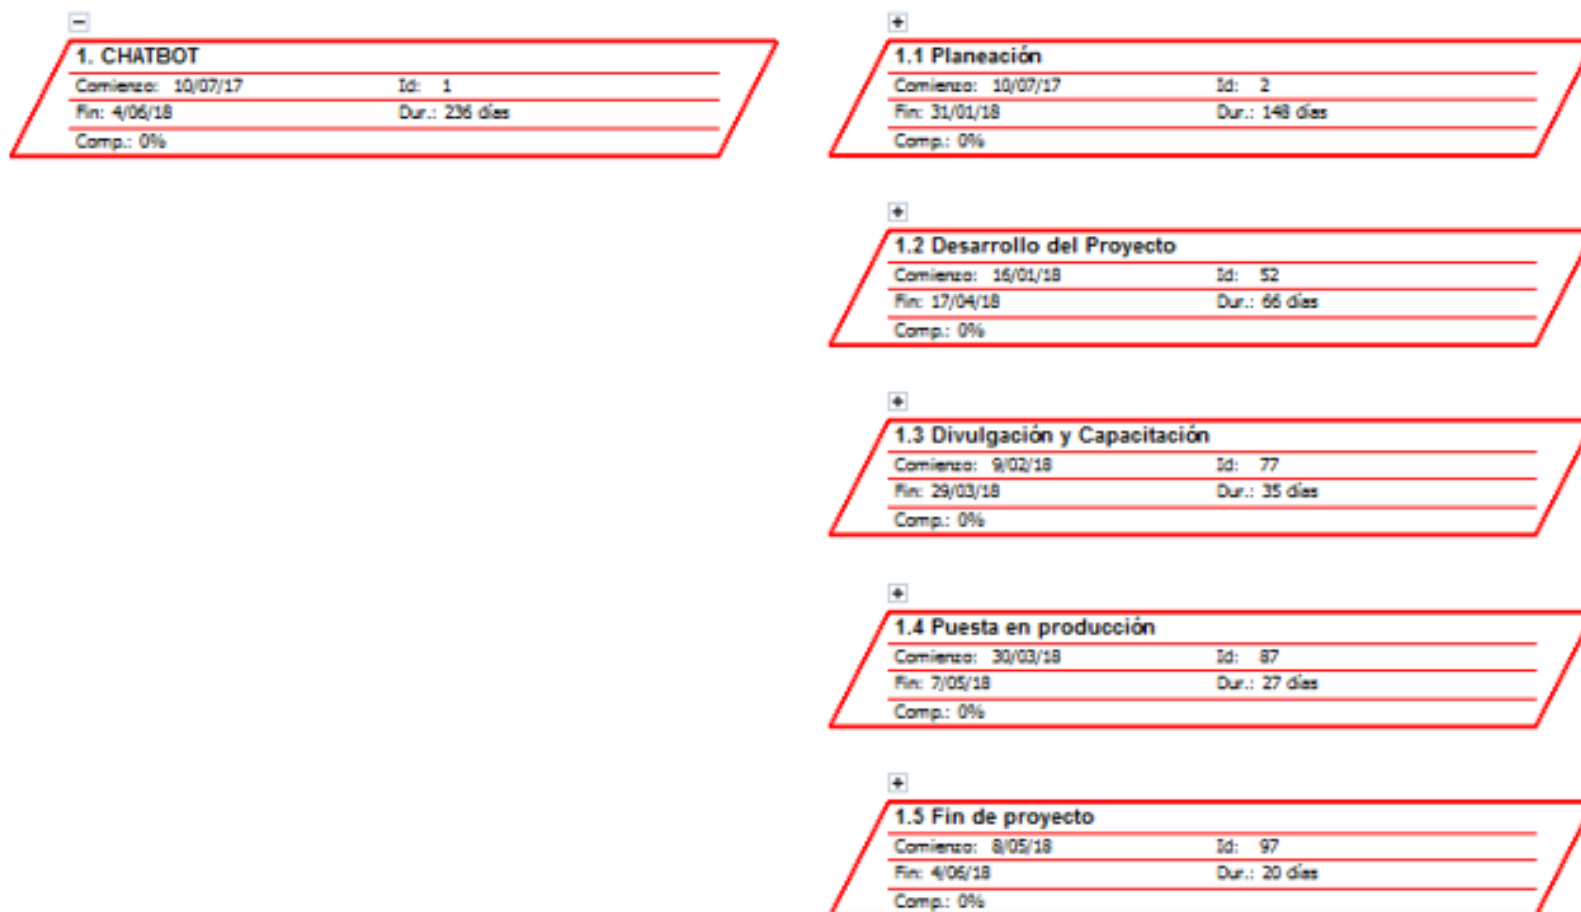 1. CHATBOT
Comienzo: 10/07/17 Id: 1
Fin: 4/06/18 Dur.: 236 días
Comp.: 0%
1.1 Planeación
Comienzo: 10/07/17 Id: 2
Fin: 31/01/18 Dur.: 148 días
Comp.: 0%
1.2 Desarrollo del Proyecto
Comienzo: 16/01/18 Id: 52
Fin: 17/04/18 Dur.: 66 días
Comp.: 0%
1.3 Divulgación y Capacitación
Comienzo: 9/02/18 Id: 77
Fin: 29/03/18 Dur.: 35 días
Comp.: 0%
1.4 Puesta en producción
Comienzo: 30/03/18 Id: 87
Fin: 7/05/18 Dur.: 27 días
Comp.: 0%
1.5 Fin de proyecto
Comienzo: 8/05/18 Id: 97
Fin: 4/06/18 Dur.: 20 días
Comp.: 0%